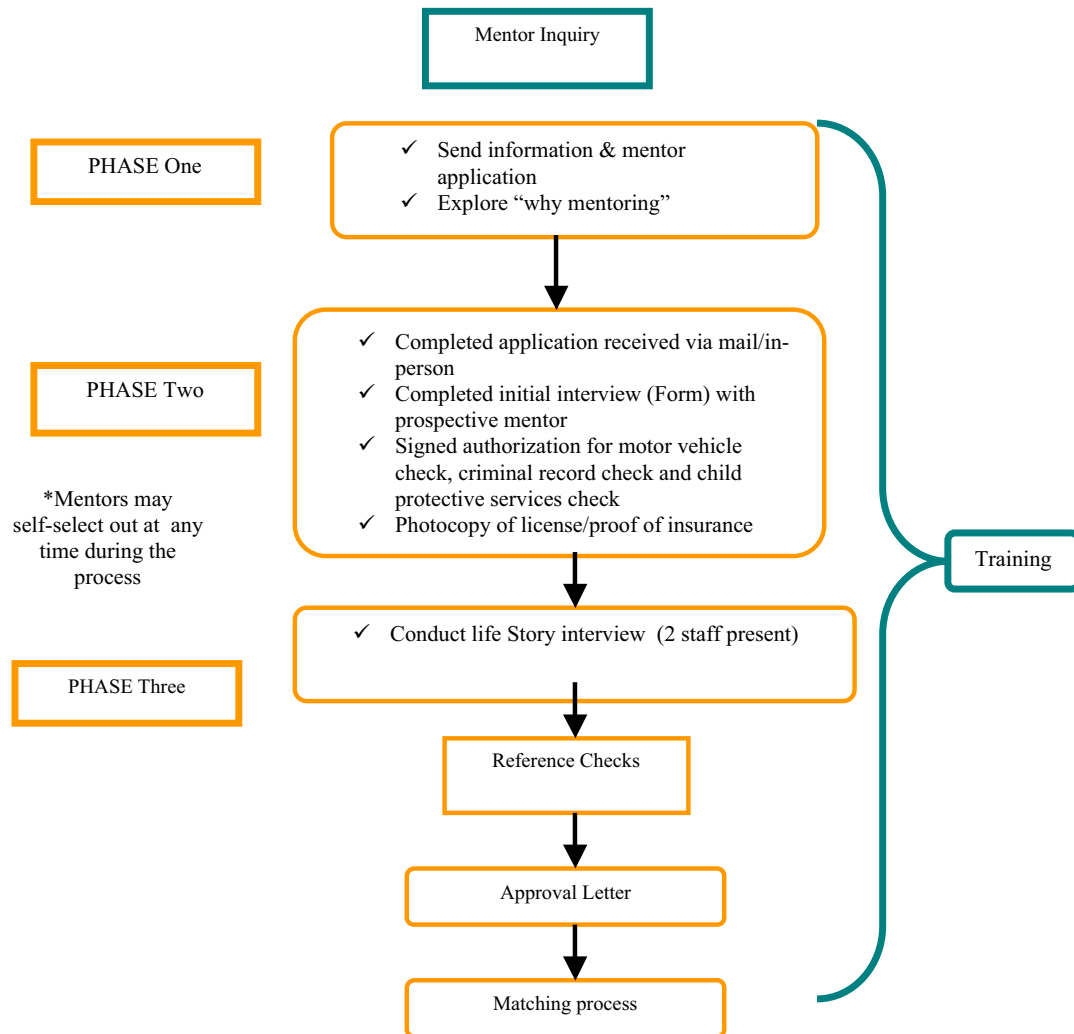 Mentor Inquiry
PHASE One
✓ Send information & mentor
application
✓ Explore “why mentoring”
PHASE Two
✓ Completed application received via mail/in-
person
✓ Completed initial interview (Form) with
prospective mentor
✓ Signed authorization for motor vehicle
check, criminal record check and child
protective services check
✓ Photocopy of license/proof of insurance
*Mentors may
self-select out at  any
time during the
process
Training
✓ Conduct life Story interview  (2 staff present)
PHASE Three
Reference Checks
Approval Letter
Matching process